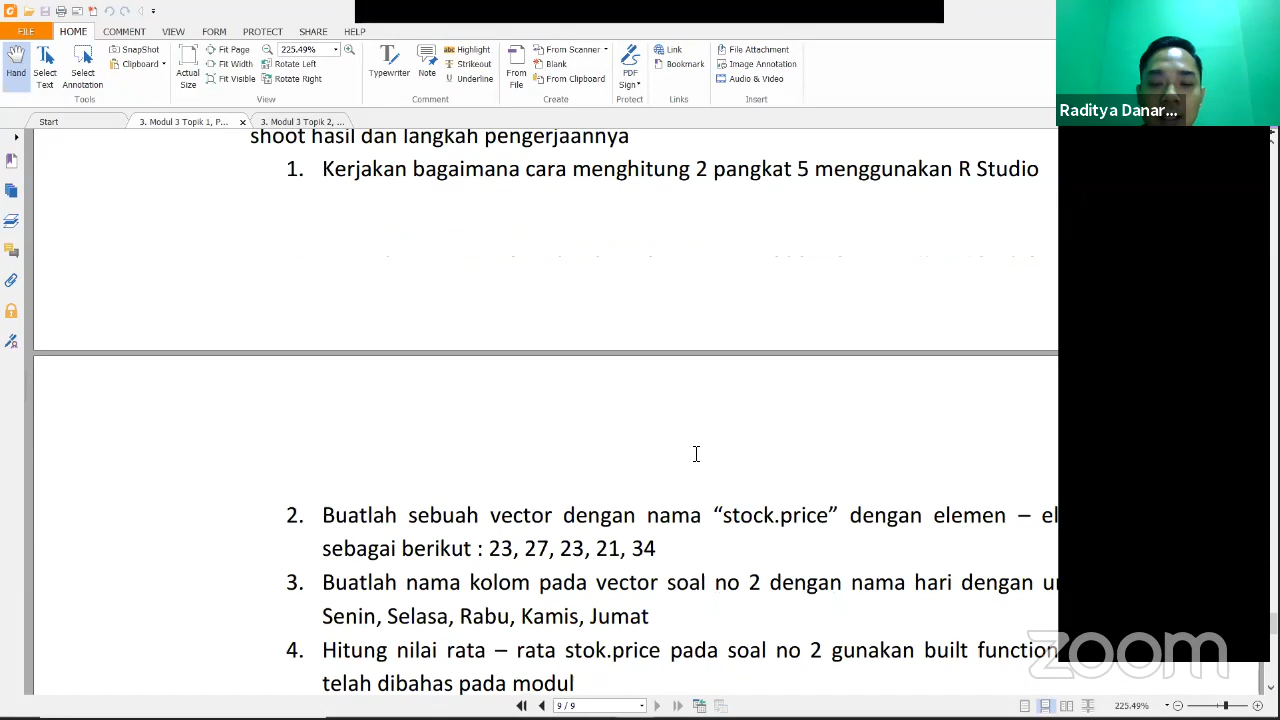 FILE HOME COMMENT VIEW FORM PROTECT SHARE HELP
Hand
Select Text
Select Annotation
SnapShot
Clipboard
Tools
Actual Size
Fit Page
Fit Width
Fit Visible
225.49%
Rotate Left
Rotate Right
View
Typewriter
Note
Highlight
Strikeout
Underline
Comment
From File
From Scanner
Blank
From Clipboard
Create
PDF Sign
Protect
Link
Bookmark
Links
File Attachment
Image Annotation
Audio & Video
Insert
Raditya Danar...
Start
3. Modul 3 Topik 1, P...
3. Modul 3 Topik 2, ...
shoot hasil dan langkah pengerjaannya
1. Kerjakan bagaimana cara menghitung 2 pangkat 5 menggunakan R Studio
2. Buatlah sebuah vector dengan nama “stock.price” dengan elemen – el
sebagai berikut : 23, 27, 23, 21, 34
3. Buatlah nama kolom pada vector soal no 2 dengan nama hari dengan ur
Senin, Selasa, Rabu, Kamis, Jumat
4. Hitung nilai rata – rata stok.price pada soal no 2 gunakan built function
telah dibahas pada modul
zoom
9 / 9
225.49%